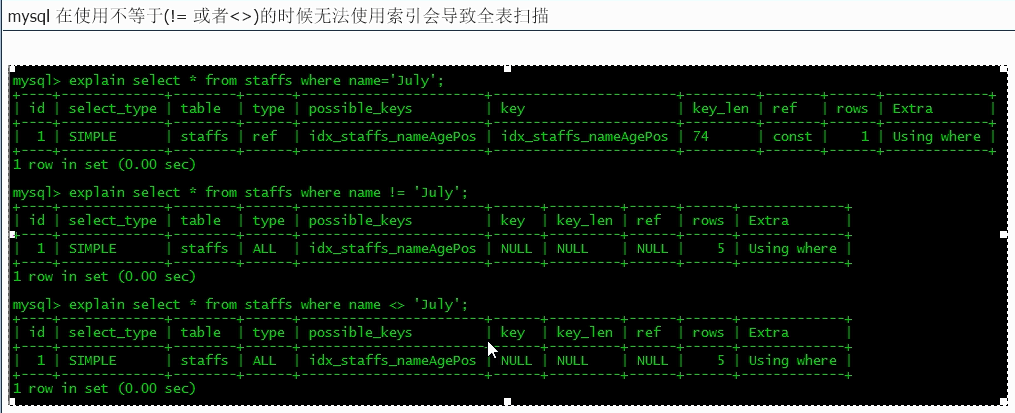 mysql 在使用不等于(!= 或者<>)的时候无法使用索引会导致全表扫描
mysql> explain select * from staffs where name='July';
+----+-------------+--------+------+---------------------+---------------------+---------+-------+------+-------------+
| id | select_type | table | type | possible_keys | key | key_len | ref | rows | Extra |
+----+-------------+--------+------+---------------------+---------------------+---------+-------+------+-------------+
| 1 | SIMPLE | staffs | ref | idx_staffs_nameAgePos | idx_staffs_nameAgePos | 74 | const | 1 | Using where |
+----+-------------+--------+------+---------------------+---------------------+---------+-------+------+-------------+
1 row in set (0.00 sec)
mysql> explain select * from staffs where name != 'July';
+----+-------------+--------+------+---------------------+------+---------+------+------+-------------+
| id | select_type | table | type | possible_keys | key | key_len | ref | rows | Extra |
+----+-------------+--------+------+---------------------+------+---------+------+------+-------------+
| 1 | SIMPLE | staffs | ALL | idx_staffs_nameAgePos | NULL | NULL | NULL | 5 | Using where |
+----+-------------+--------+------+---------------------+------+---------+------+------+-------------+
1 row in set (0.00 sec)
mysql> explain select * from staffs where name <> 'July';
+----+-------------+--------+------+---------------------+------+---------+------+------+-------------+
| id | select_type | table | type | possible_keys | key | key_len | ref | rows | Extra |
+----+-------------+--------+------+---------------------+------+---------+------+------+-------------+
| 1 | SIMPLE | staffs | ALL | idx_staffs_nameAgePos | NULL | NULL | NULL | 5 | Using where |
+----+-------------+--------+------+---------------------+------+---------+------+------+-------------+
1 row in set (0.00 sec)